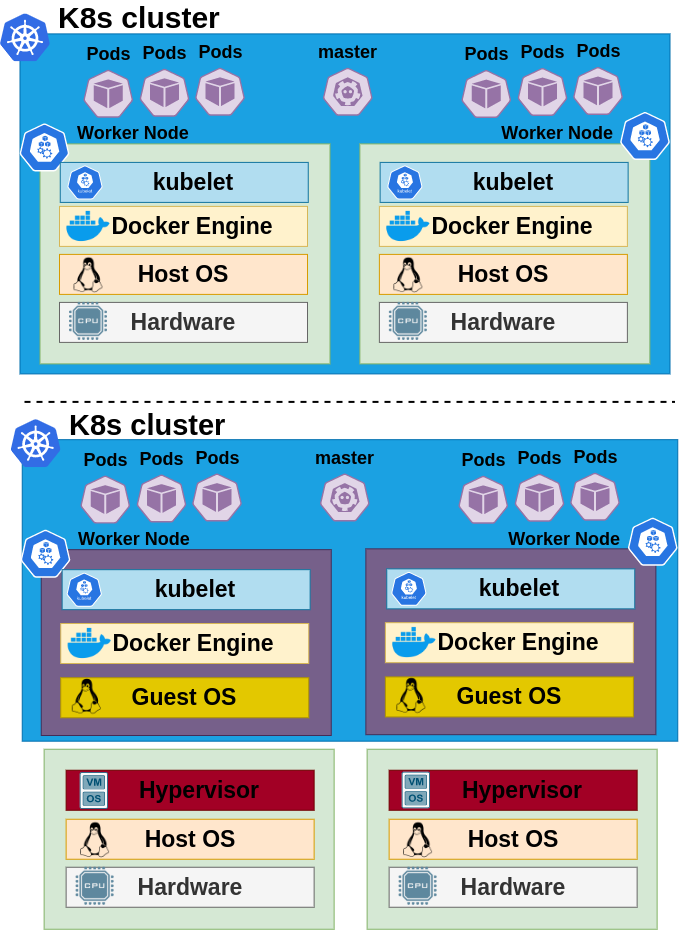 K8s cluster
Pods Pods Pods master Pods Pods Pods
Worker Node Worker Node
kubelet kubelet
Docker Engine Docker Engine
Host OS Host OS
CPU Hardware CPU Hardware
K8s cluster
Pods Pods Pods master Pods Pods Pods
Worker Node Worker Node
kubelet kubelet
Docker Engine Docker Engine
Guest OS Guest OS
VM OS Hypervisor VM OS Hypervisor
Host OS Host OS
CPU Hardware CPU Hardware